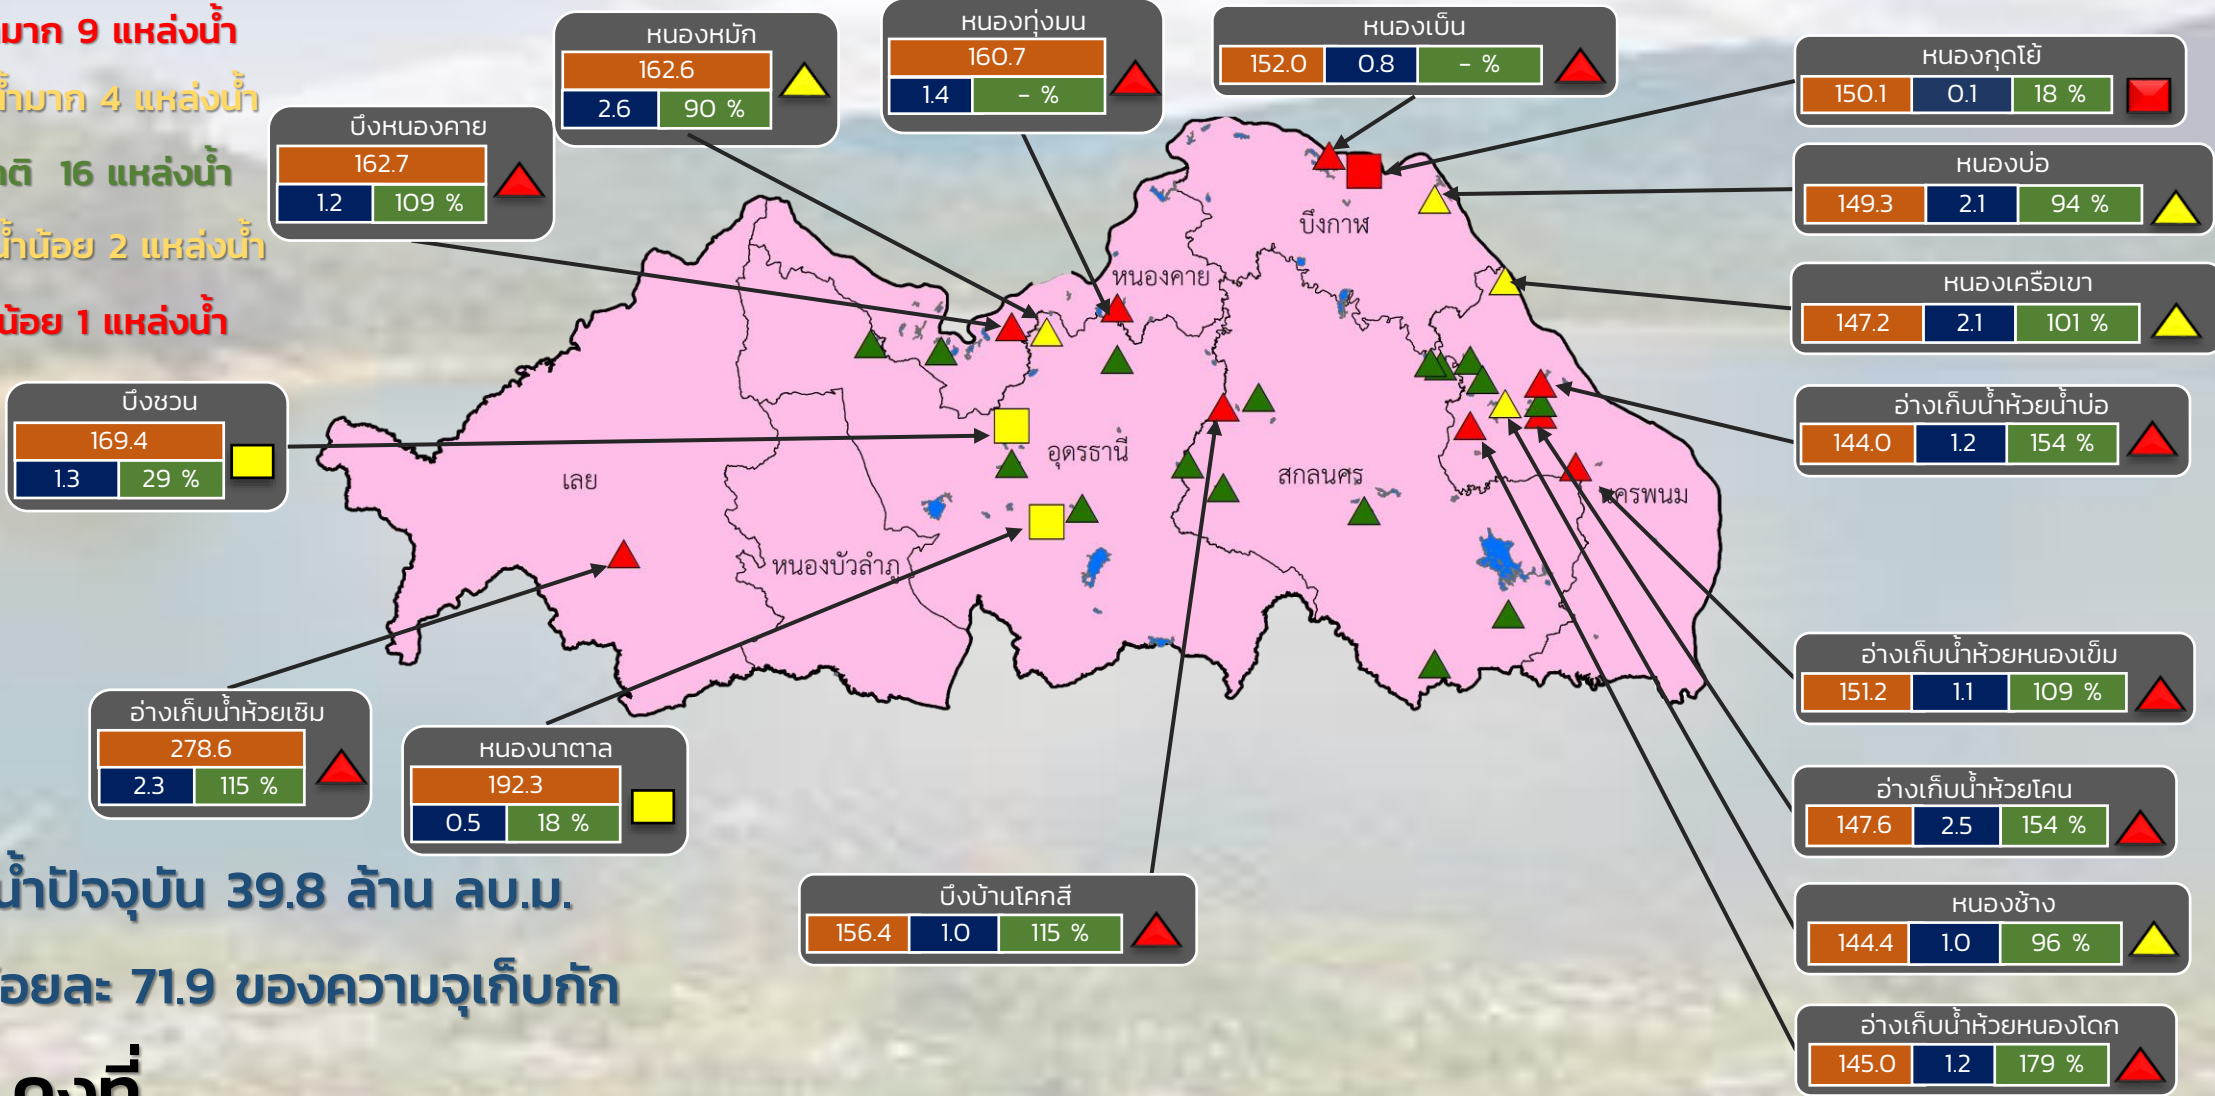 มาก 9 แหล่งน้ำ
น้ำมาก 4 แหล่งน้ำ
16 แหล่งน้ำ
น้ำน้อย 2 แหล่งน้ำ
น้อย 1 แหล่งน้ำ
หนองหมัก
162.6
2.6 90 %
หนองทุ่งมน
160.7
1.4 - %
หนองเบ็น
152.0 0.8 - %
หนองกุดโย้
150.1 0.1 18 %
บึงหนองคาย
162.7
1.2 109 %
หนองบ่อ
149.3 2.1 94 %
หนองเครือเขา
147.2 2.1 101 %
บึงชวน
169.4
1.3 29 %
อ่างเก็บน้ำห้วยน้ำบ่อ
144.0 1.2 154 %
บึงกาฬ
หนองคาย
อุดรธานี
เลย
สกลนคร
นครพนม
หนองบัวลำภู
อ่างเก็บน้ำห้วยหนองเข็ม
151.2 1.1 109 %
อ่างเก็บน้ำห้วยเซิม
278.6
2.3 115 %
หนองนาตาล
192.3
0.5 18 %
อ่างเก็บน้ำห้วยโคน
147.6 2.5 154 %
บึงบ้านโคกสี
156.4 1.0 115 %
หนองช้าง
144.4 1.0 96 %
อ่างเก็บน้ำห้วยหนองโดก
145.0 1.2 179 %
น้ำปัจจุบัน 39.8 ล้าน ลบ.ม.
71.9 ของความจุเก็บกัก
คงที่